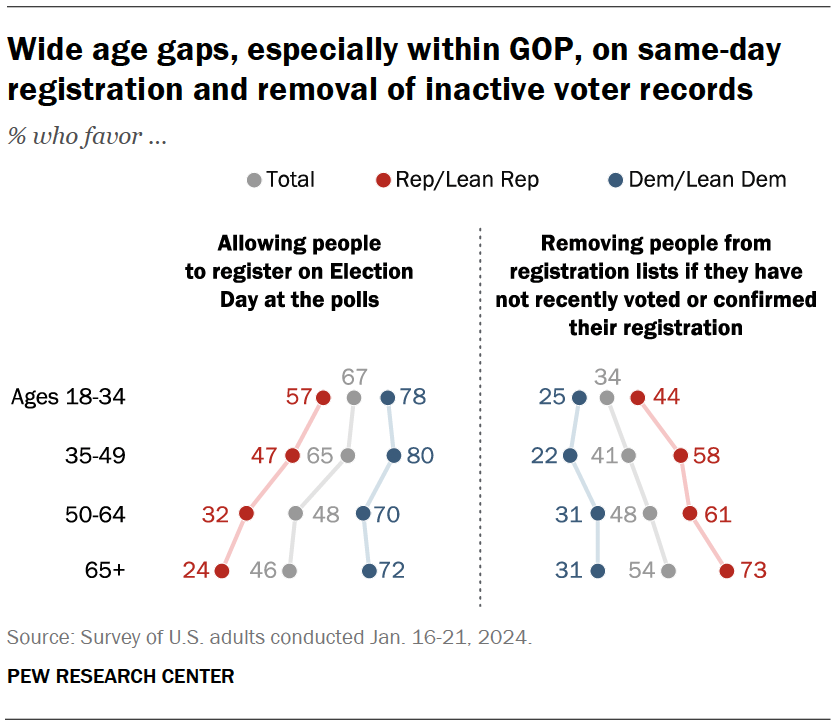 Wide age gaps, especially within GOP, on same-day
registration and removal of inactive voter records
% who favor ...
Total Rep/Lean Rep Dem/Lean Dem
Allowing people
to register on Election
Day at the polls
Removing people from
registration lists if they have
not recently voted or confirmed
their registration
Ages 18-34 57 67 78 25 34 44
35-49 47 65 80 22 41 58
50-64 32 48 70 31 48 61
65+ 24 46 72 31 54 73
Source: Survey of U.S. adults conducted Jan. 16-21, 2024.
PEW RESEARCH CENTER